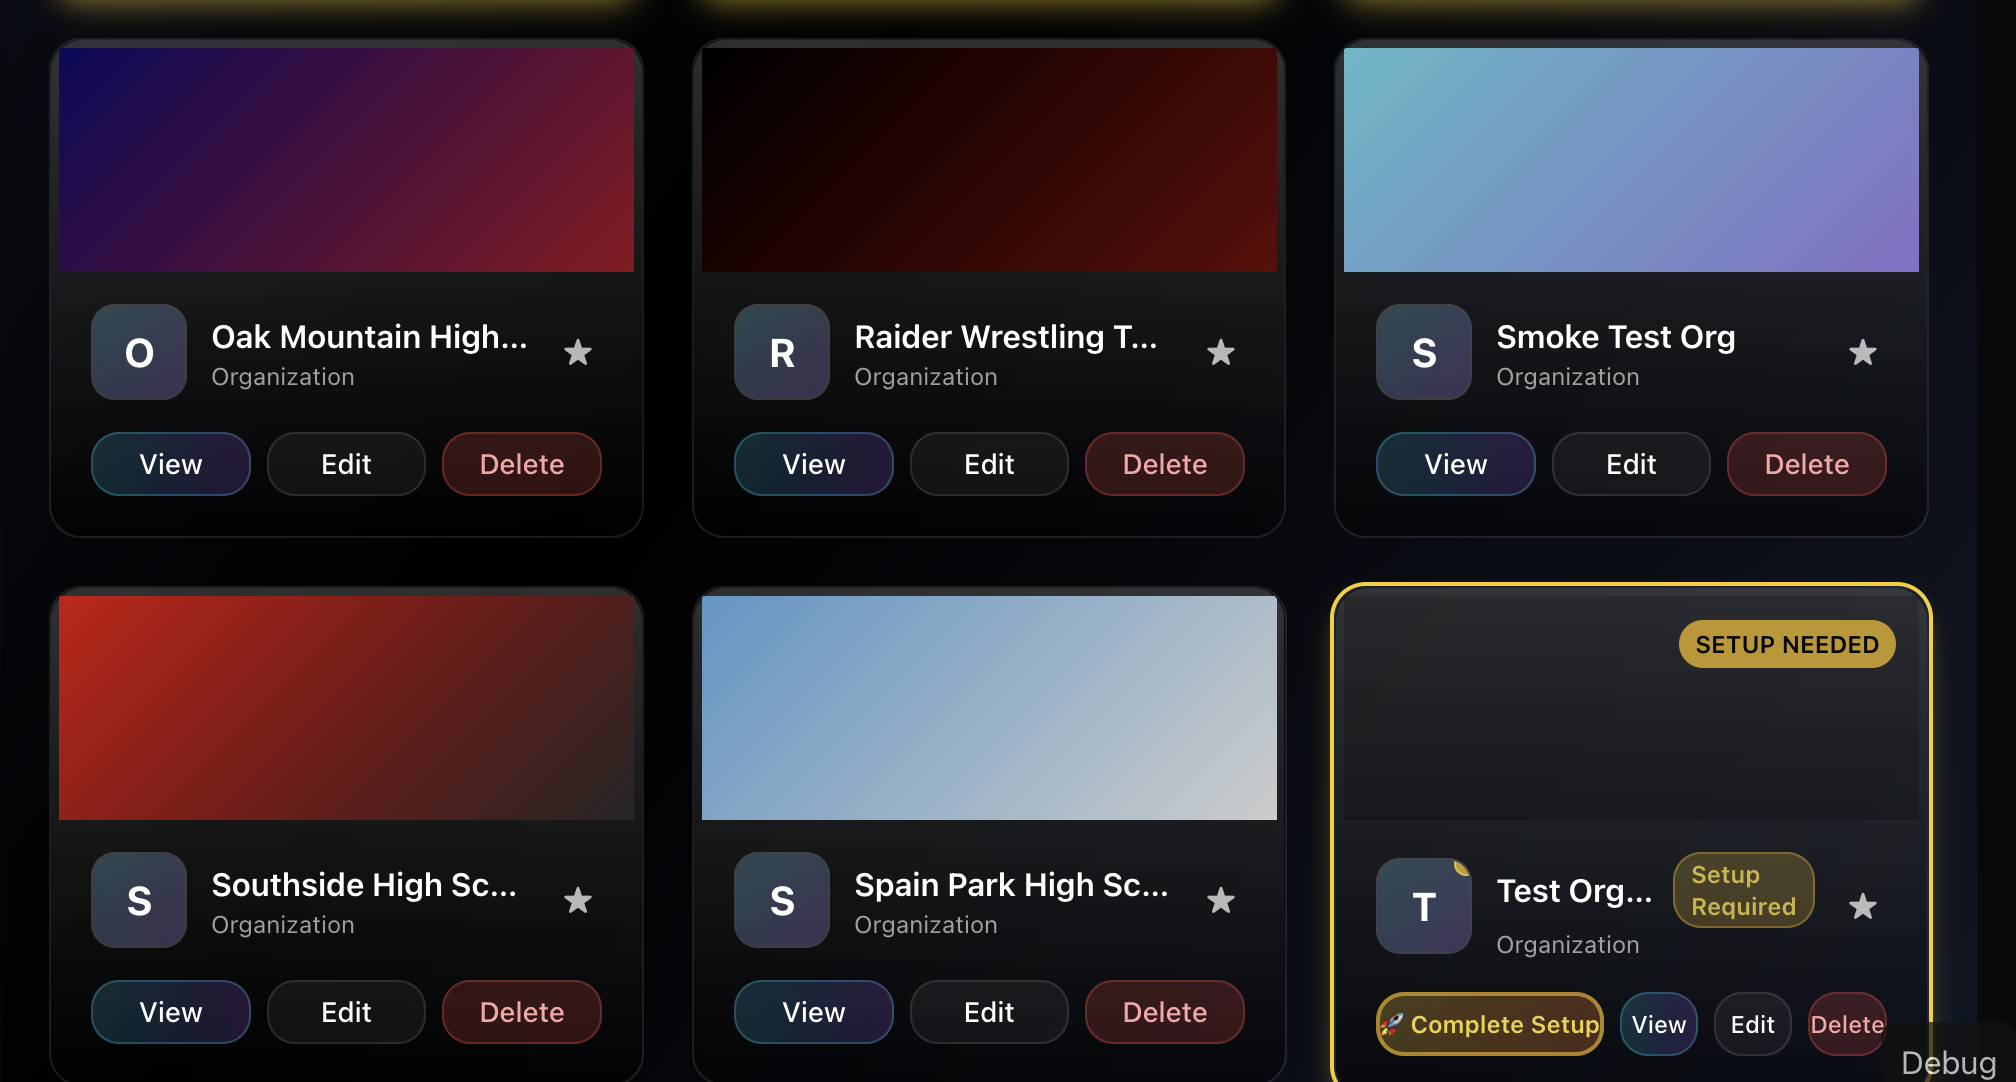 O
Oak Mountain High...
Organization
View
Edit
Delete
R
Raider Wrestling T...
Organization
View
Edit
Delete
S
Smoke Test Org
Organization
View
Edit
Delete
S
Southside High Sc...
Organization
View
Edit
Delete
S
Spain Park High Sc...
Organization
View
Edit
Delete
SETUP NEEDED
T
Test Org...
Setup
Required
Organization
🚀 Complete Setup
View
Edit
Delete
Debug